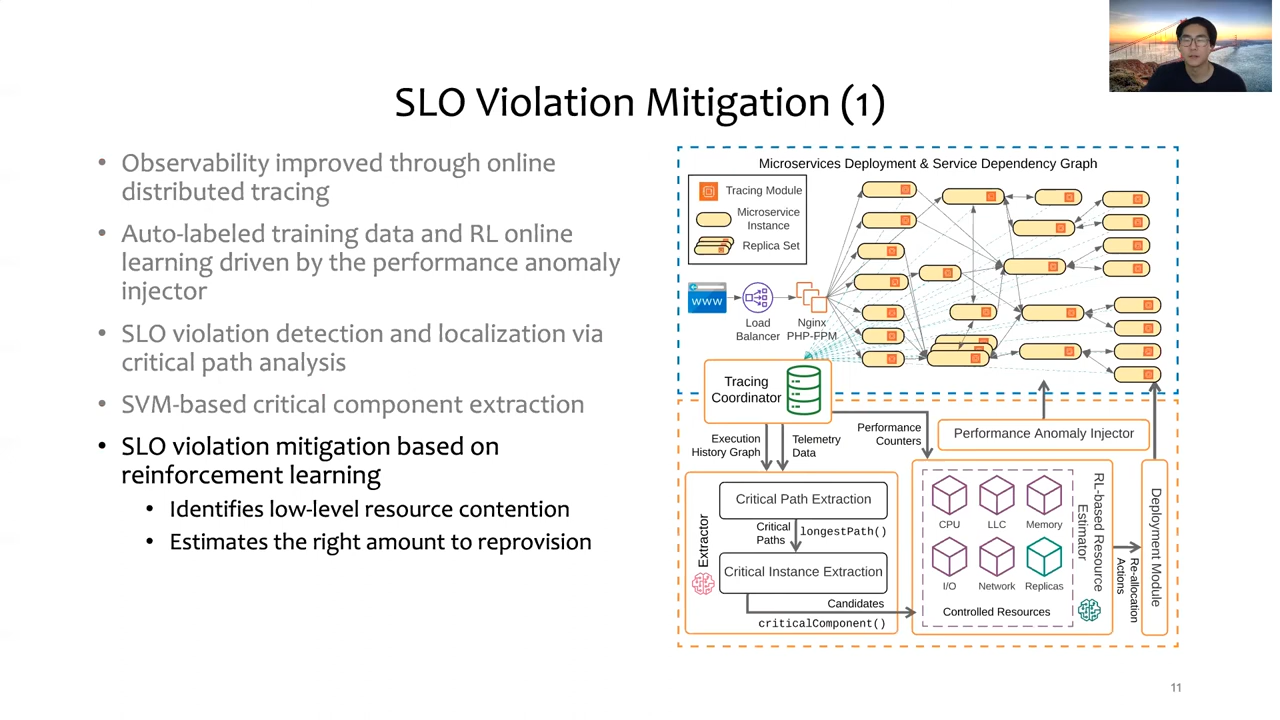 SLO Violation Mitigation (1)
• Observability improved through online
distributed tracing
• Auto-labeled training data and RL online
learning driven by the performance anomaly
injector
• SLO violation detection and localization via
critical path analysis
• SVM-based critical component extraction
• SLO violation mitigation based on
reinforcement learning
• Identifies low-level resource contention
• Estimates the right amount to reprovision
Microservices Deployment & Service Dependency Graph
Tracing Module
Microservice
Instance
Replica Set
www
Load
Balancer
Nginx
PHP-FPM
Tracing
Coordinator
Execution
History Graph
Telemetry
Data
Performance
Counters
Performance Anomaly Injector
Extractor
Critical Path Extraction
Critical
Paths
longestPath()
Critical Instance Extraction
Candidates
criticalComponent()
CPU
LLC
Memory
I/O
Network
Replicas
Controlled Resources
RL-based Resource
Estimator
Re-allocation
Actions
Deployment Module
11